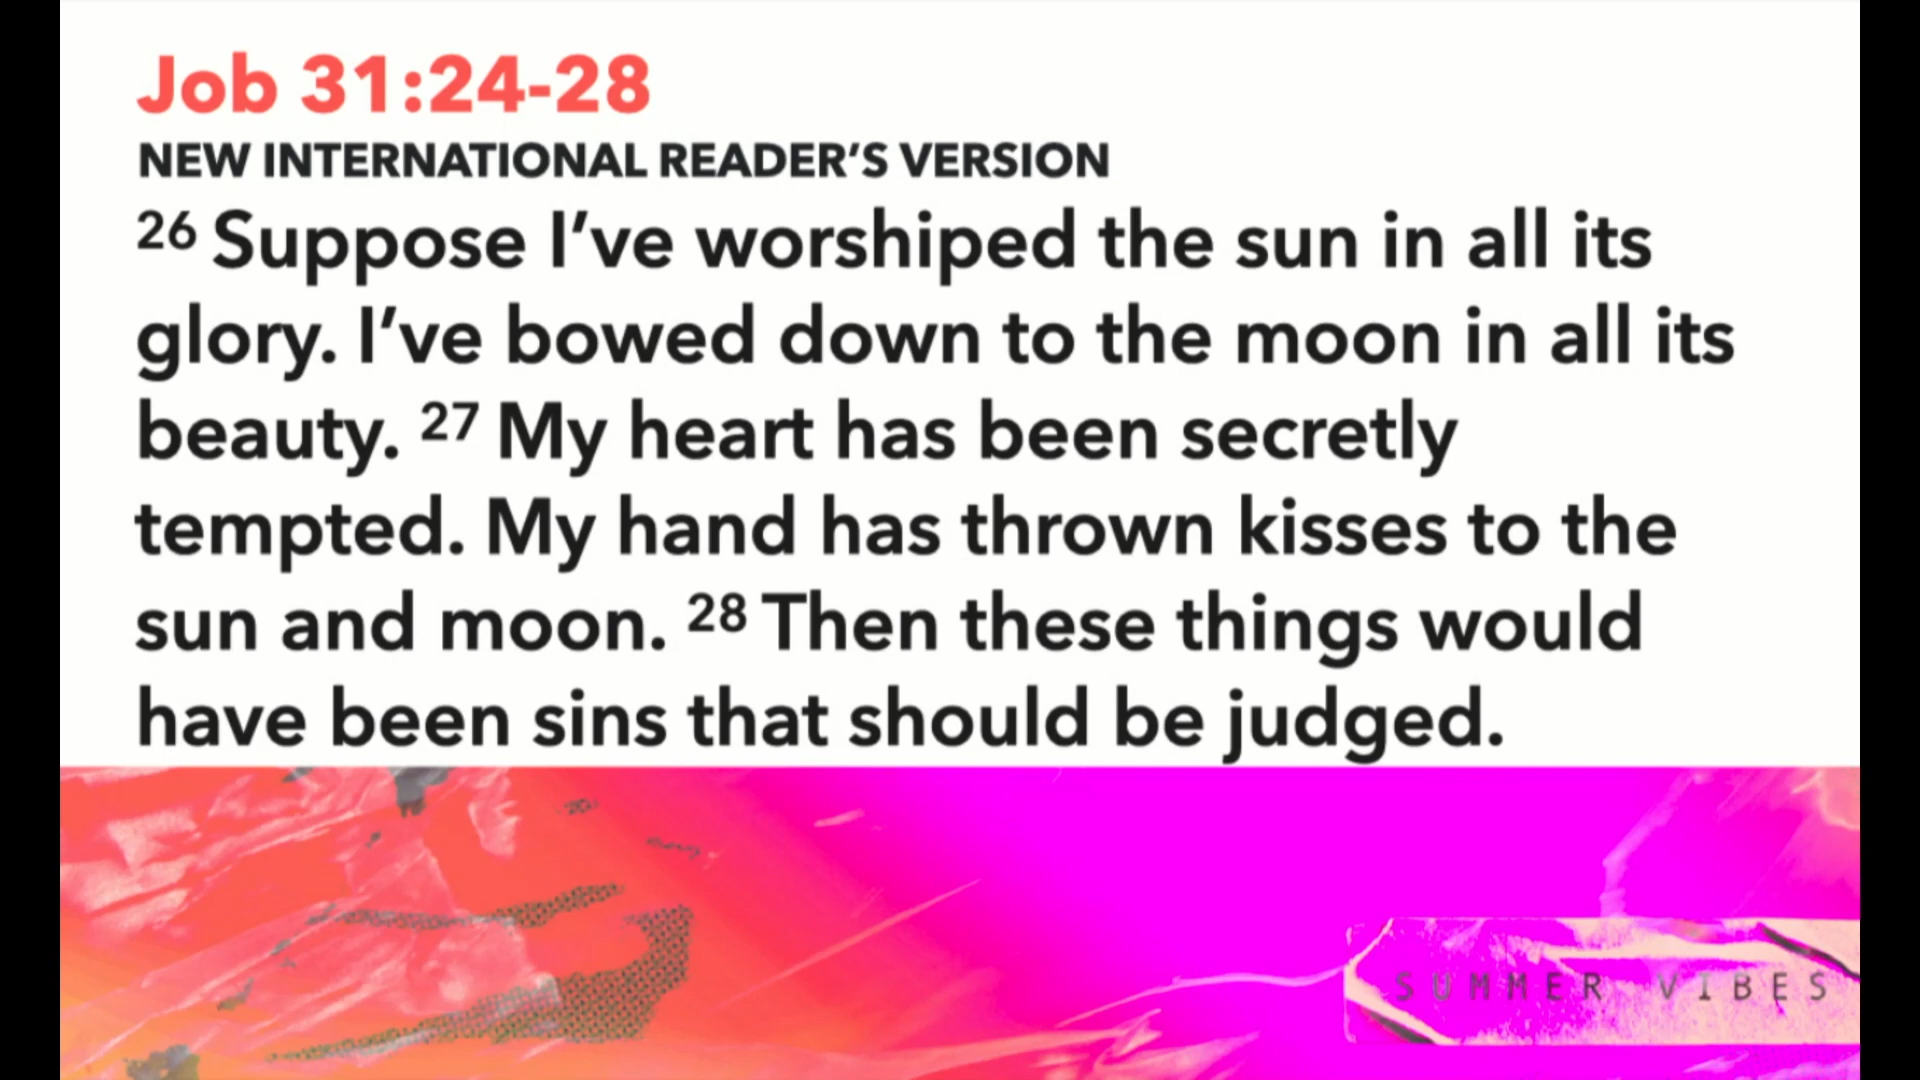 Job 31:24-28
NEW INTERNATIONAL READER’S VERSION
26 Suppose I’ve worshiped the sun in all its
glory. I’ve bowed down to the moon in all its
beauty. 27 My heart has been secretly
tempted. My hand has thrown kisses to the
sun and moon. 28 Then these things would
have been sins that should be judged.
SUMMER VIBES